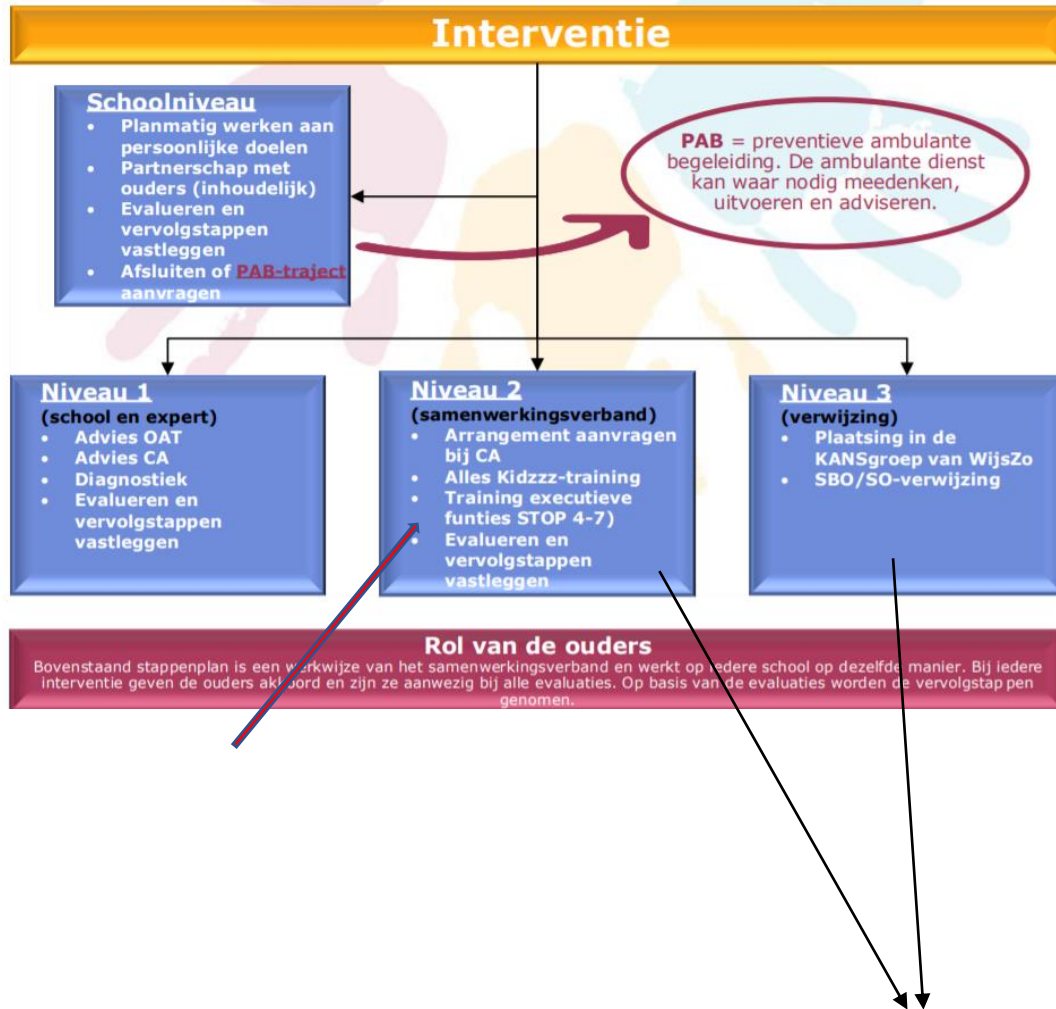 Interventie
Schoolniveau
• Planmatig werken aan
persoonlijke doelen
• Partnerschap met
ouders (inhoudelijk)
• Evalueren en
vervolgstappen
vastleggen
• Afsluiten of PAB-traject
aanvragen
PAB = preventieve ambulante
begeleiding. De ambulante dienst
kan waar nodig meedenken,
uitvoeren en adviseren.
Niveau 1
(school en expert)
• Advies OAT
• Advies CA
• Diagnostiek
• Evalueren en
vervolgstappen
vastleggen
Niveau 2
(samenwerkingsverband)
• Arrangement aanvragen
bij CA
• Alles Kidzzz-training
• Training executieve
funties STOP 4-7)
• Evalueren en
vervolgstappen
vastleggen
Niveau 3
(verwijzing)
• Plaatsing in de
KANSgroep van WijsZo
• SBO/SO-verwijzing
Rol van de ouders
Bovenstaand stappenplan is een werkwijze van het samenwerkingsverband en werkt op iedere school op dezelfde manier. Bij iedere
interventie geven de ouders akkoord en zijn ze aanwezig bij alle evaluaties. Op basis van de evaluaties worden de vervolgstappen
genomen.